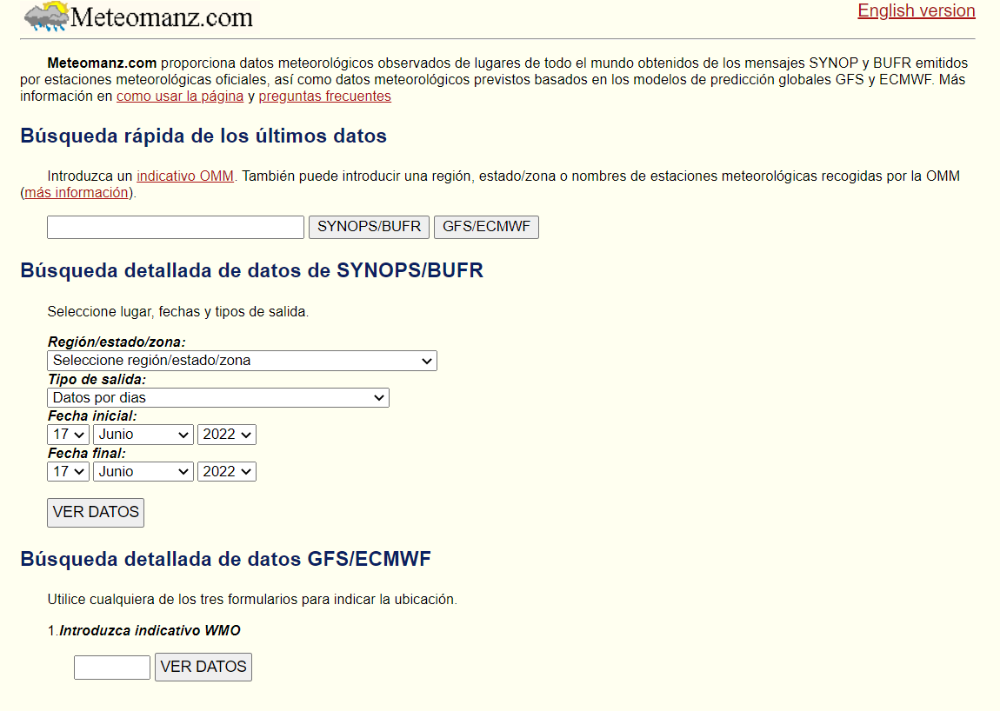 Meteomanz.com
English version
Meteomanz.com proporciona datos meteorológicos observados de lugares de todo el mundo obtenidos de los mensajes SYNOP y BUFR emitidos
por estaciones meteorológicas oficiales, así como datos meteorológicos previstos basados en los modelos de predicción globales GFS y ECMWF. Más
información en como usar la página y preguntas frecuentes
Búsqueda rápida de los últimos datos
Introduzca un indicativo OMM. También puede introducir una región, estado/zona o nombres de estaciones meteorológicas recogidas por la OMM
(más información).
SYNOPS/BUFR GFS/ECMWF
Búsqueda detallada de datos de SYNOPS/BUFR
Seleccione lugar, fechas y tipos de salida.
Región/estado/zona:
Seleccione región/estado/zona
Tipo de salida:
Datos por dias
Fecha inicial:
17 Junio 2022
Fecha final:
17 Junio 2022
VER DATOS
Búsqueda detallada de datos GFS/ECMWF
Utilice cualquiera de los tres formularios para indicar la ubicación.
1.Introduzca indicativo WMO
VER DATOS